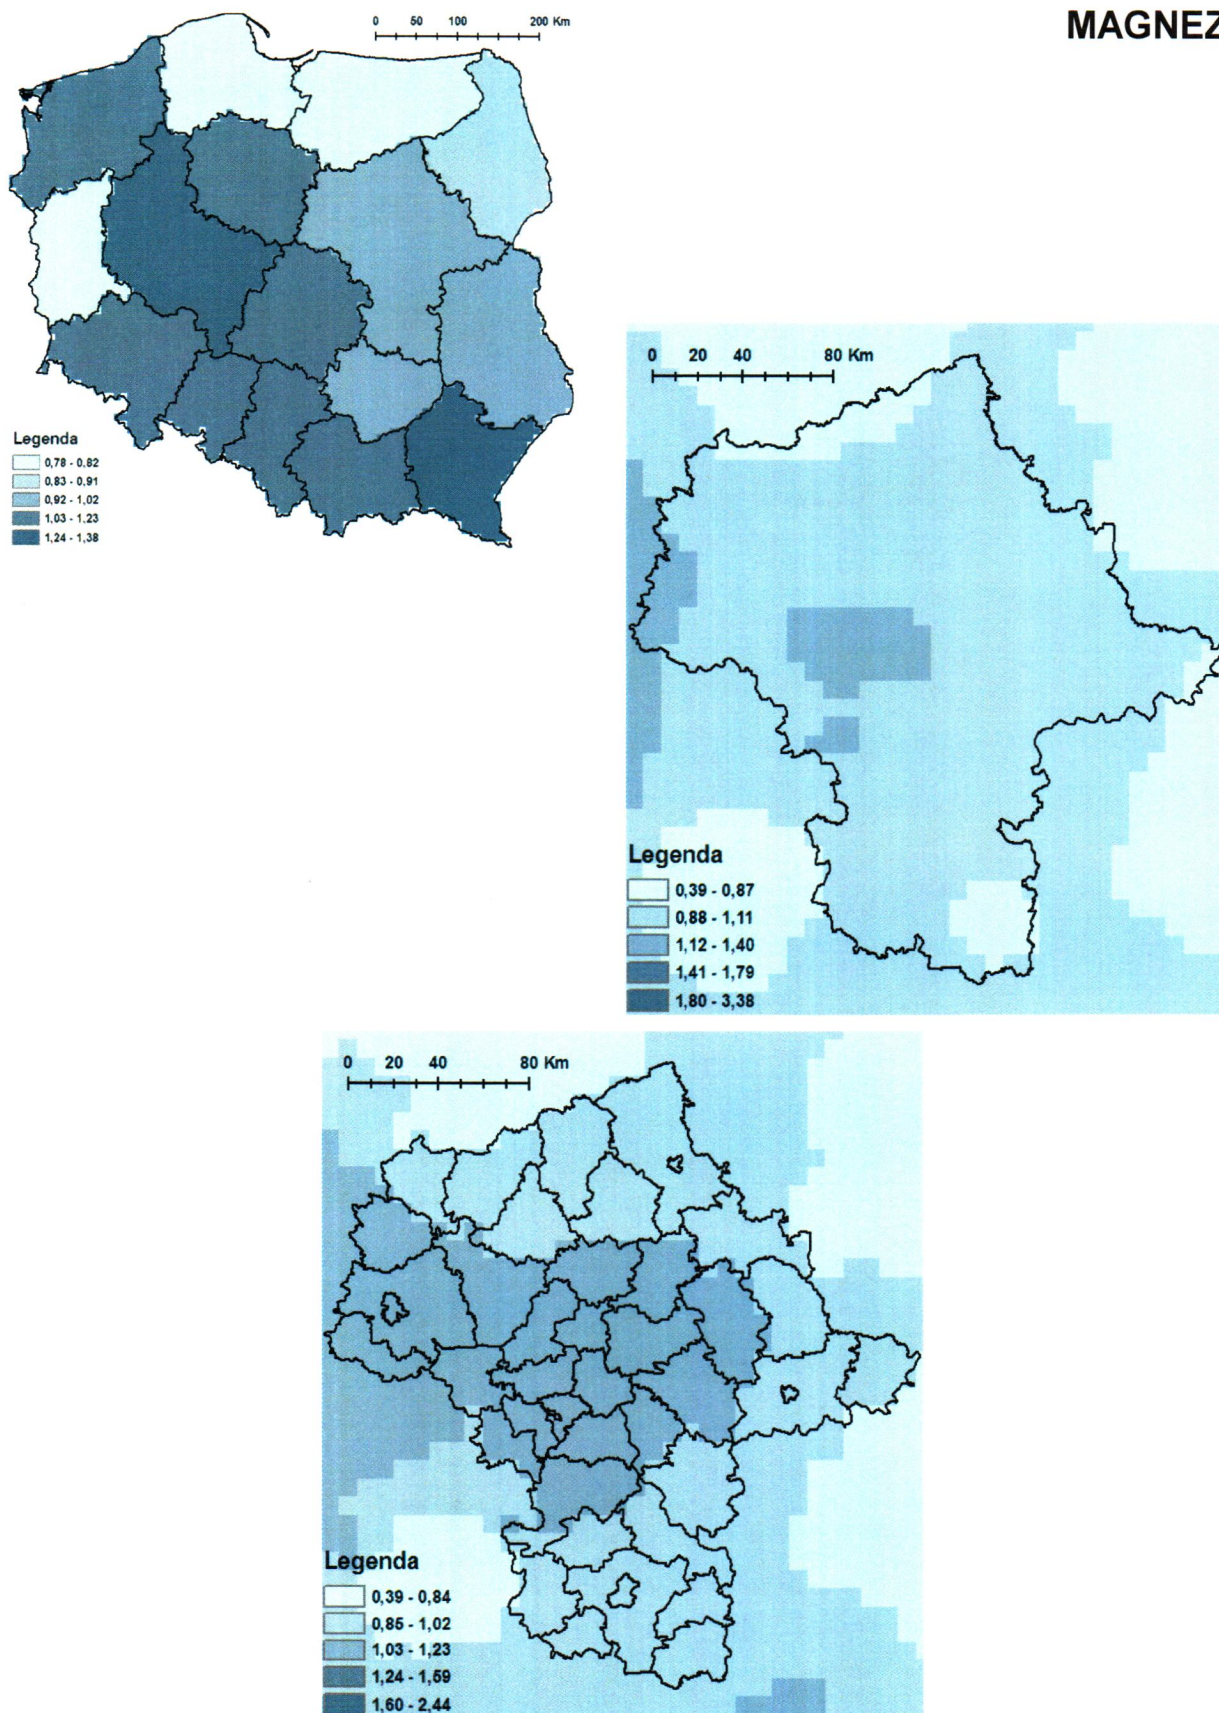 MAGNEZ
0 50 100 200 Km
Legenda
0,78 - 0,82
0,83 - 0,91
0,92 - 1,02
1,03 - 1,23
1,24 - 1,38
0 20 40 80 Km
Legenda
0,39 - 0,87
0,88 - 1,11
1,12 - 1,40
1,41 - 1,79
1,80 - 3,38
0 20 40 80 Km
Legenda
0,39 - 0,84
0,85 - 1,02
1,03 - 1,23
1,24 - 1,59
1,60 - 2,44